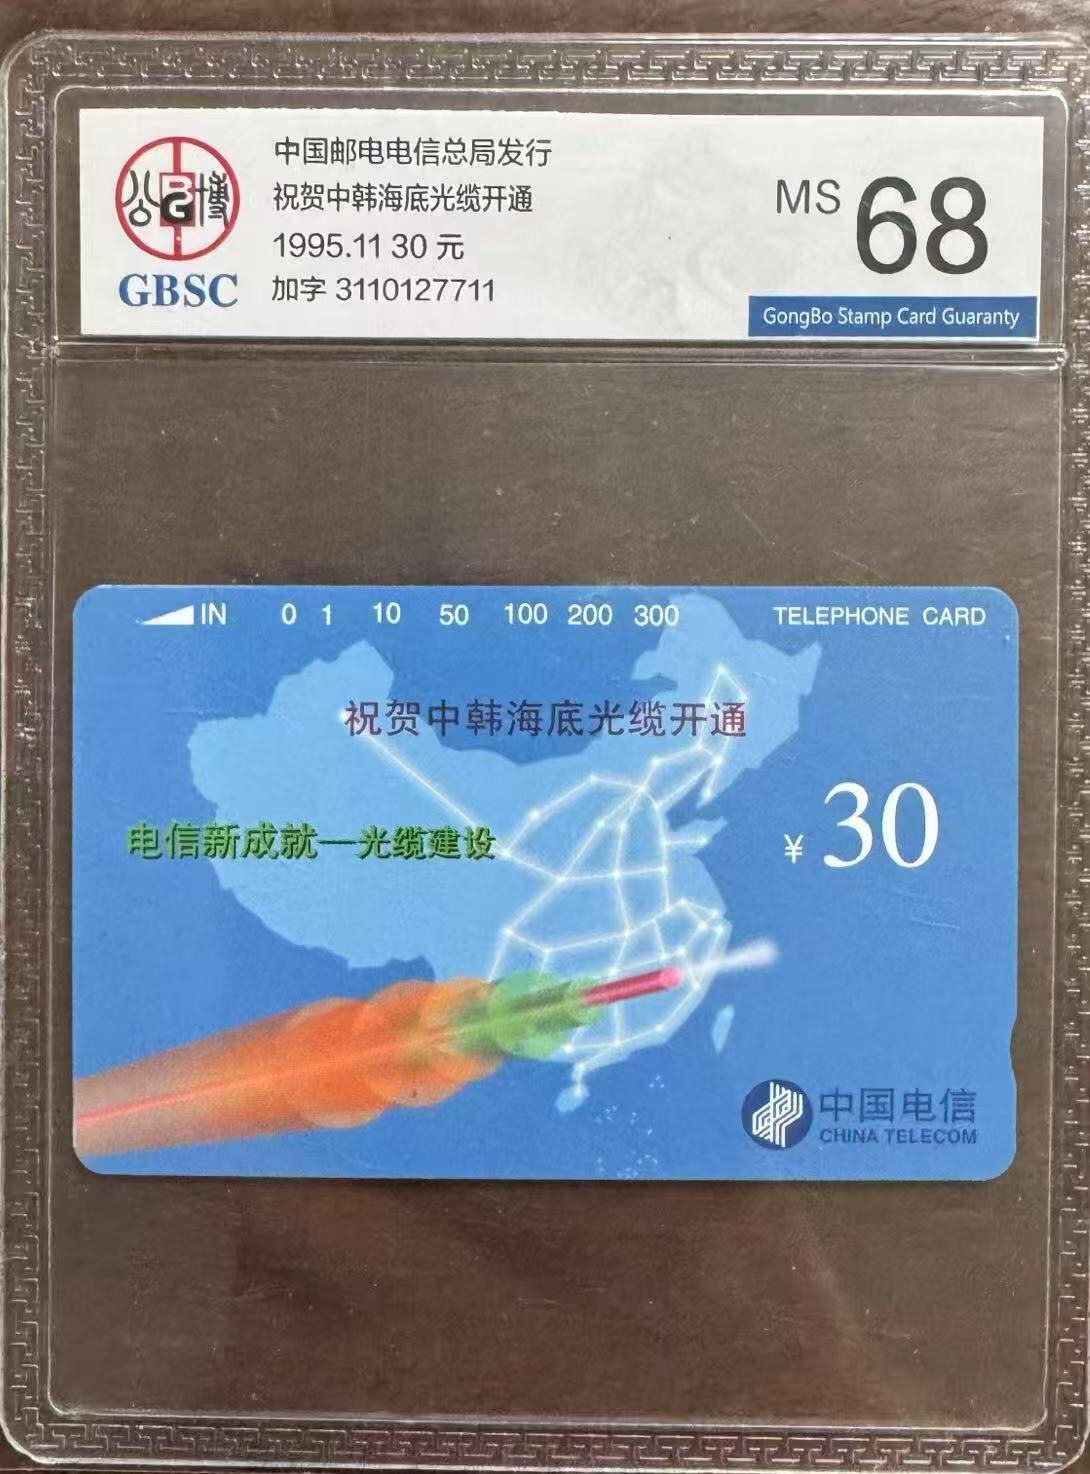 中国邮电电信总局发行
祝贺中韩海底光缆开通
1995.11 30 元
加字 3110127711
公博
BG
GBSC
MS 68
GongBo Stamp Card Guaranty
IN 0 1 10 50 100 200 300 TELEPHONE CARD
祝贺中韩海底光缆开通
电信新成就—光缆建设
¥ 30
中国电信
CHINA TELECOM